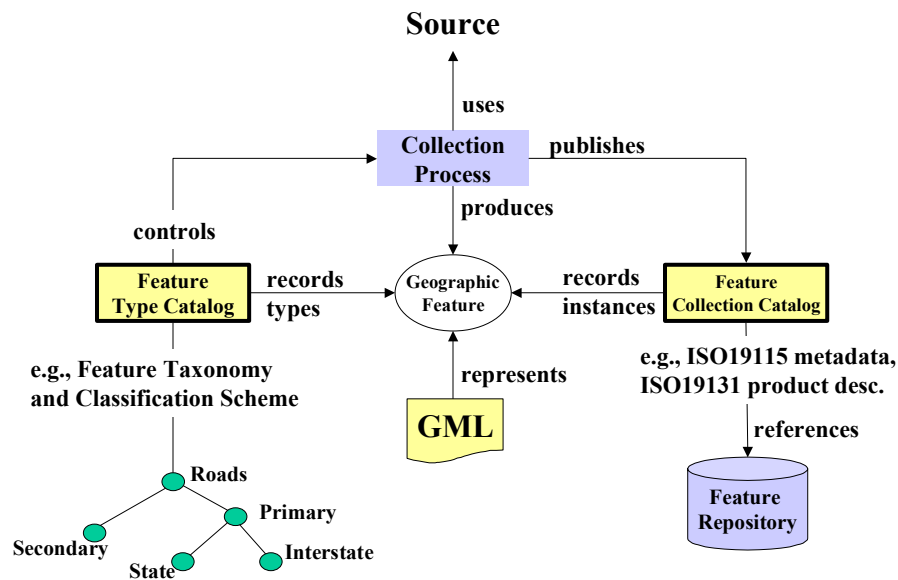 Source
uses
Collection
Process
publishes
produces
controls
Feature
Type Catalog
records
types
Geographic
Feature
records
instances
Feature
Collection Catalog
e.g., Feature Taxonomy
and Classification Scheme
represents
GML
e.g., ISO19115 metadata,
ISO19131 product desc.
references
Feature
Repository
Roads
Primary
Secondary
State
Interstate